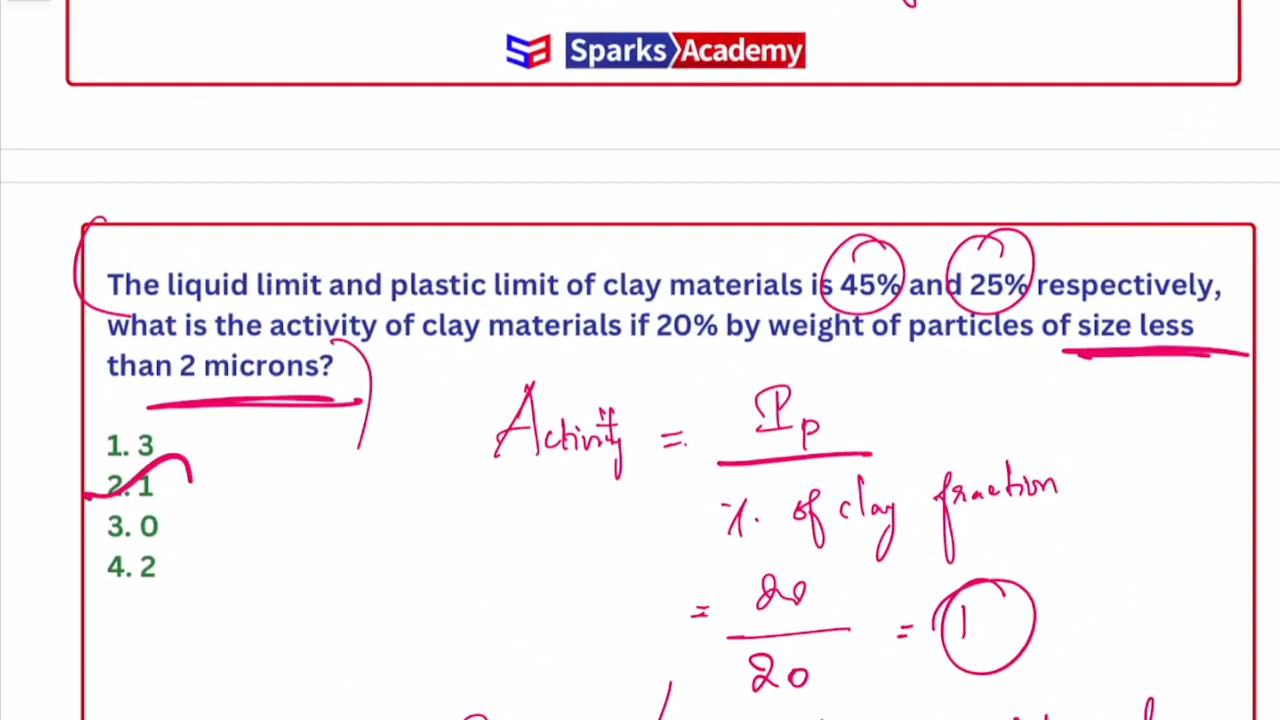 Sparks Academy
The liquid limit and plastic limit of clay materials is 45% and 25% respectively,
what is the activity of clay materials if 20% by weight of particles of size less
than 2 microns?
1. 3
2. 1
3. 0
4. 2
Activity = Ip
%. of clay fraction
= 20
20
= 1